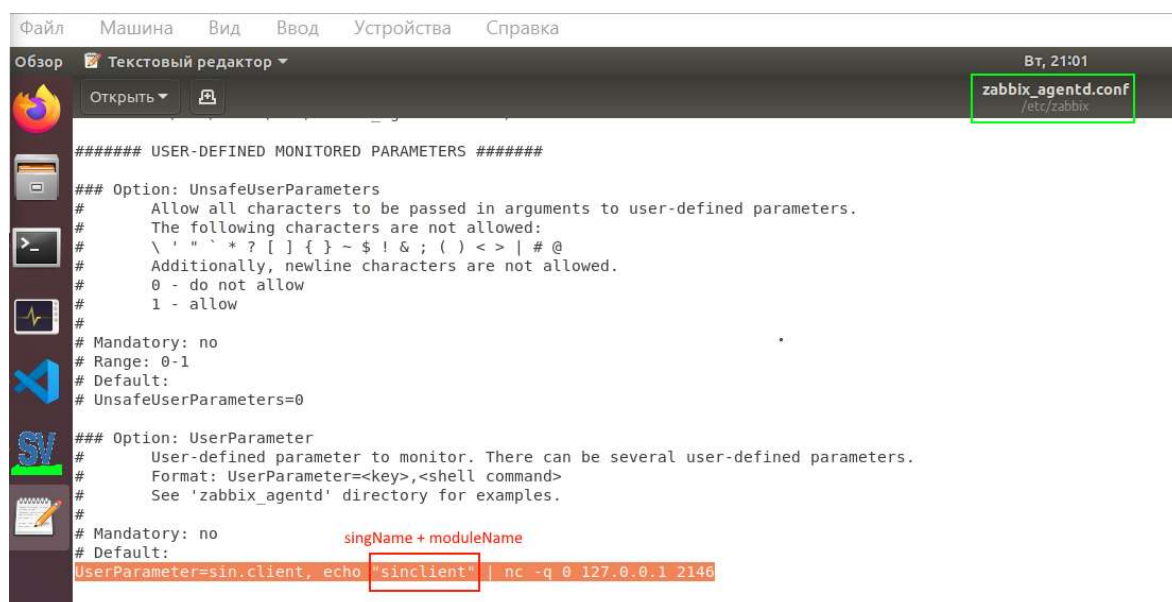 Файл Машина Вид Ввод Устройства Справка
Обзор Текстовый редактор Вт, 21:01
Открыть zabbix_agentd.conf
/etc/zabbix
####### USER-DEFINED MONITORED PARAMETERS #######
### Option: UnsafeUserParameters
# Allow all characters to be passed in arguments to user-defined parameters.
# The following characters are not allowed:
# \ ' " ` * ? [ ] { } ~ $ ! & ; ( ) < > | # @
# Additionally, newline characters are not allowed.
# 0 - do not allow
# 1 - allow
#
# Mandatory: no
# Range: 0-1
# Default:
# UnsafeUserParameters=0
### Option: UserParameter
# User-defined parameter to monitor. There can be several user-defined parameters.
# Format: UserParameter=<key>,<shell command>
# See 'zabbix_agentd' directory for examples.
#
# Mandatory: no
singName + moduleName
# Default:
UserParameter=sin.client, echo "sinclient" | nc -q 0 127.0.0.1 2146
SV